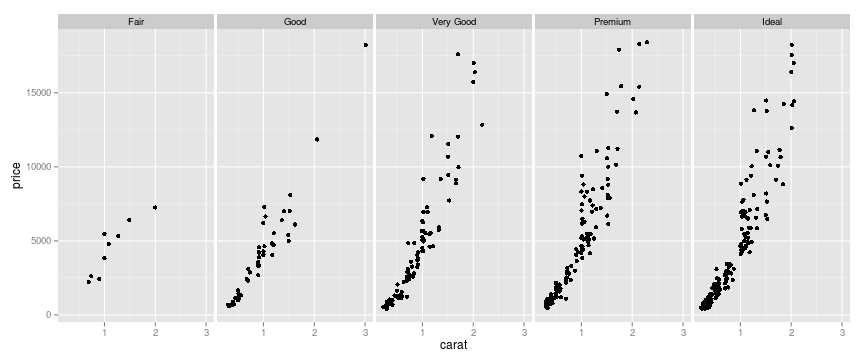 Fair Good Very Good Premium Ideal
price
15000
10000
5000
0
1 2 3 1 2 3 1 2 3 1 2 3 1 2 3
carat